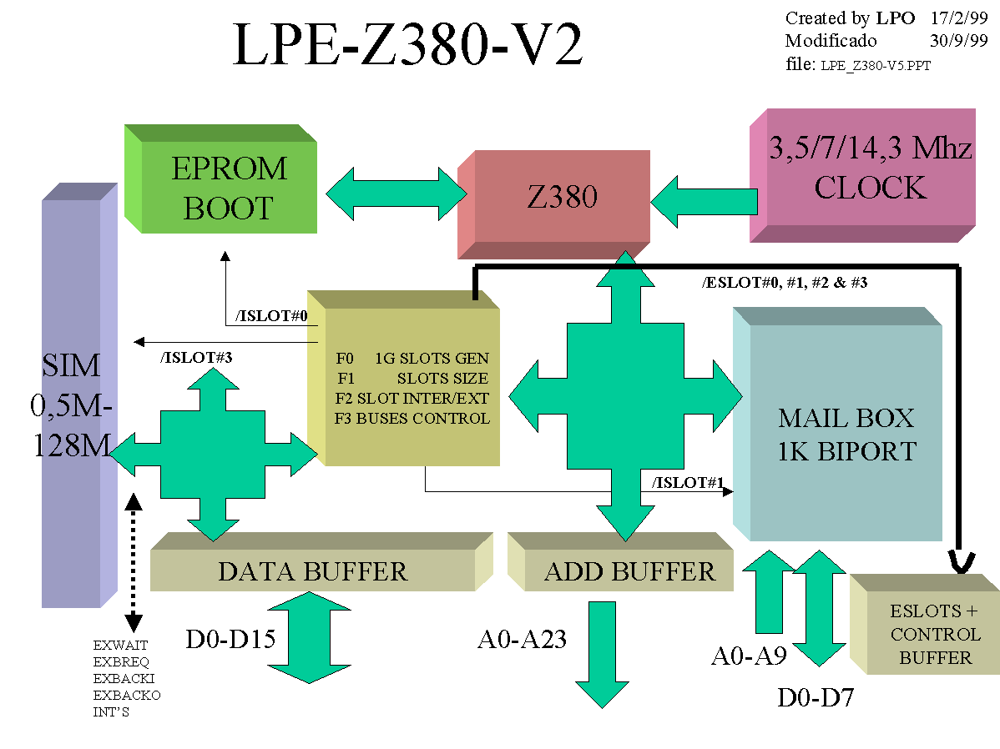 LPE-Z380-V2
Created by LPO 17/2/99
Modificado 30/9/99
file: LPE_Z380-V5.PPT
EPROM
BOOT
Z380
3,5/7/14,3 Mhz
CLOCK
/ESLOT#0, #1, #2 & #3
/ISLOT#0
/ISLOT#3
SIM
0,5M-
128M
F0 1G SLOTS GEN
F1 SLOTS SIZE
F2 SLOT INTER/EXT
F3 BUSES CONTROL
MAIL BOX
1K BIPORT
/ISLOT#1
DATA BUFFER
ADD BUFFER
ESLOTS +
CONTROL
BUFFER
D0-D15
A0-A23
A0-A9
D0-D7
EXWAIT
EXBREQ
EXBACKI
EXBACKO
INT'S